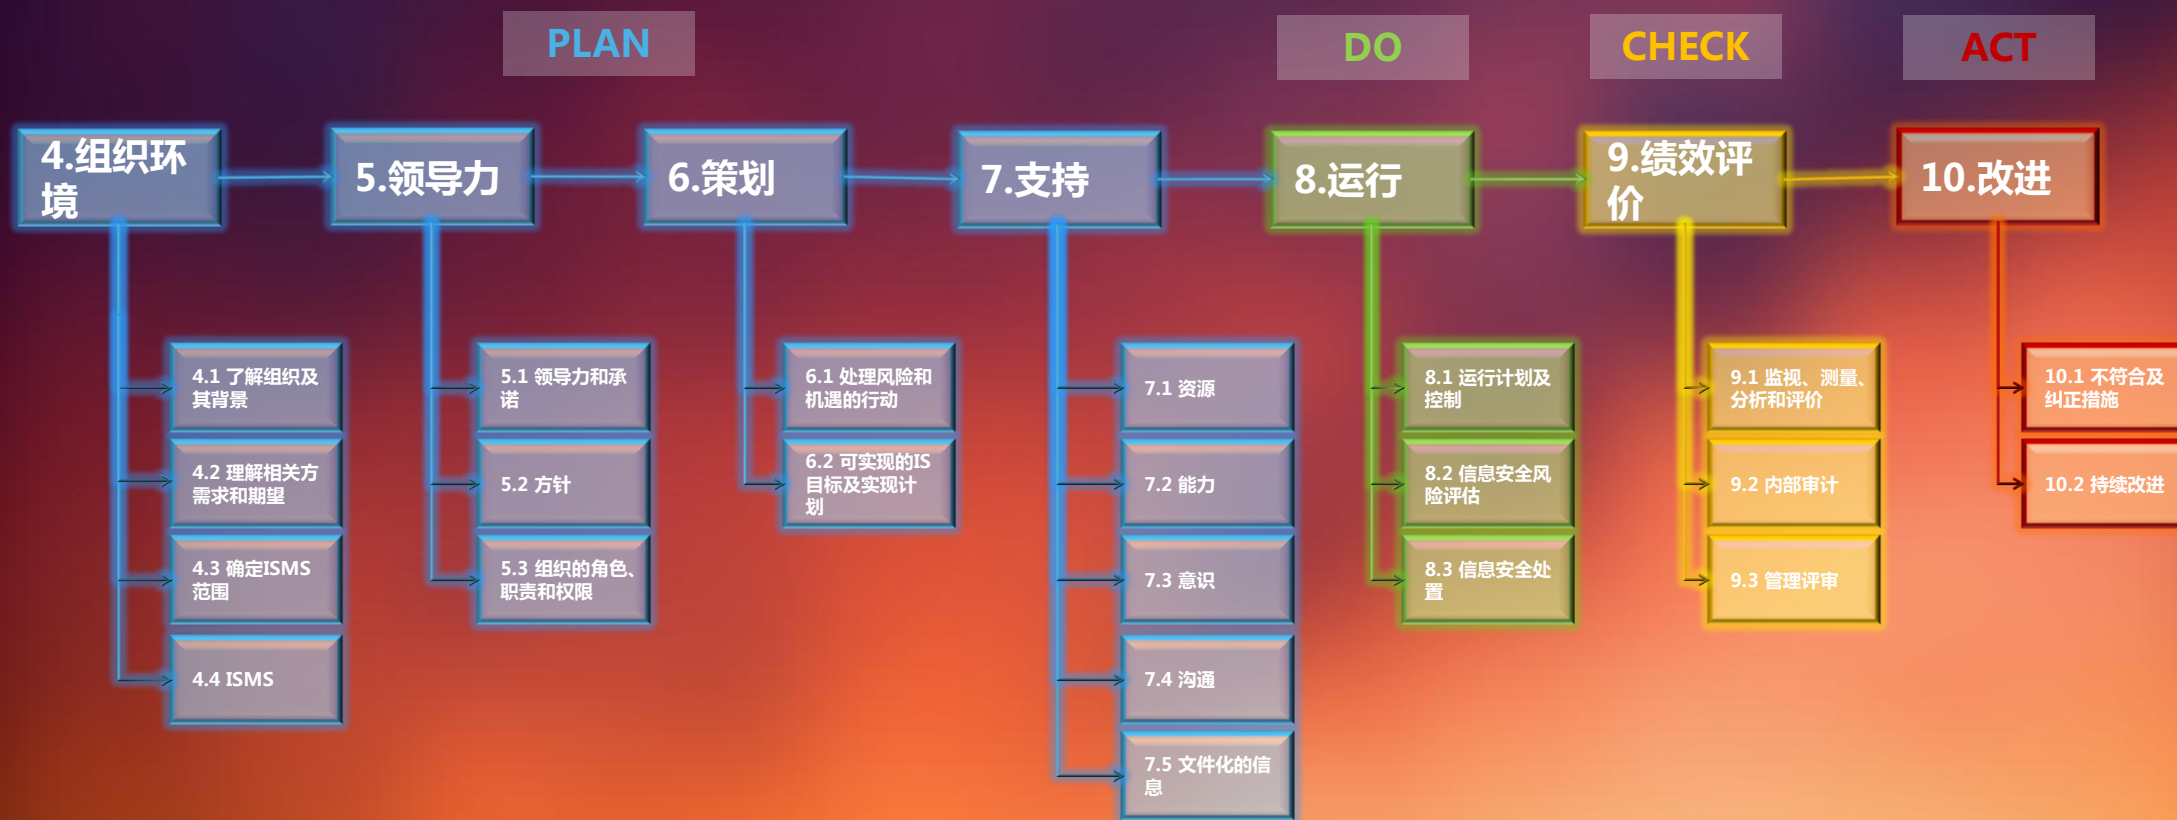 PLAN
DO
CHECK
ACT
4.组织环
境
5.领导力
6.策划
7.支持
8.运行
9.绩效评
价
10.改进
4.1 了解组织及
其背景
4.2 理解相关方
需求和期望
4.3 确定ISMS
范围
4.4 ISMS
5.1 领导力和承
诺
5.2 方针
5.3 组织的角色、
职责和权限
6.1 处理风险和
机遇的行动
6.2 可实现的IS
目标及实现计
划
7.1 资源
7.2 能力
7.3 意识
7.4 沟通
7.5 文件化的信
息
8.1 运行计划及
控制
8.2 信息安全风
险评估
8.3 信息安全处
置
9.1 监视、测量、
分析和评价
9.2 内部审计
9.3 管理评审
10.1 不符合及
纠正措施
10.2 持续改进